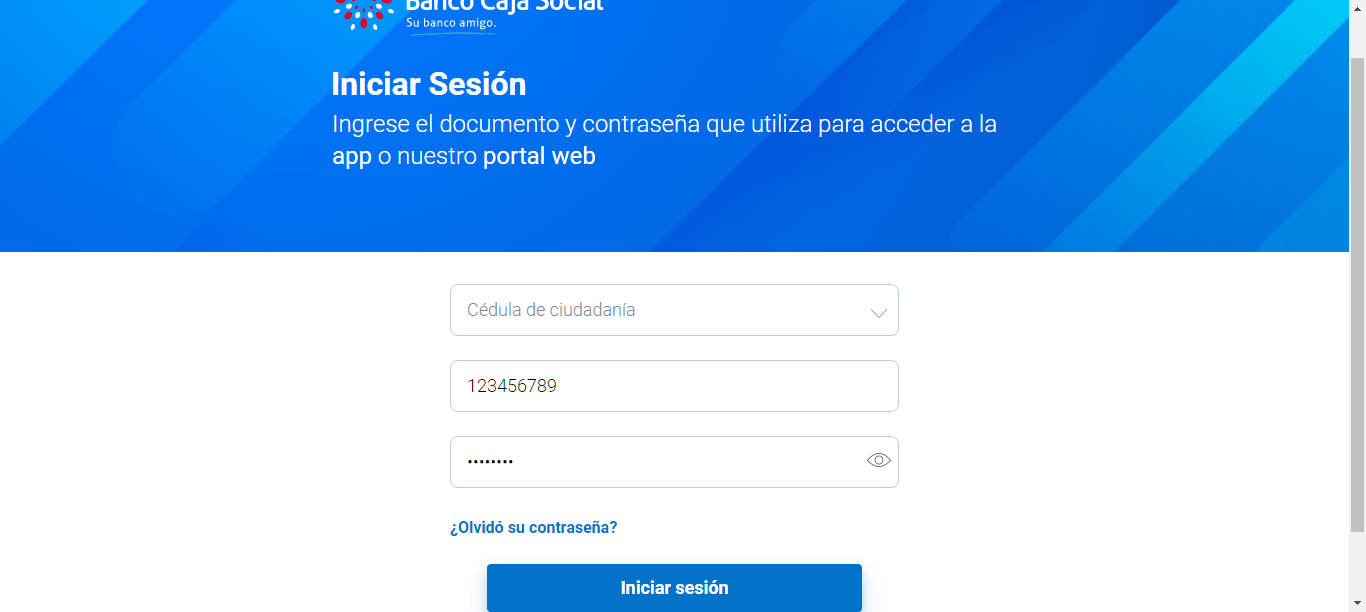 Banco Caja Social
Su banco amigo.
Iniciar Sesión
Ingrese el documento y contraseña que utiliza para acceder a la
app o nuestro portal web
Cédula de ciudadanía
123456789
••••••••
¿Olvidó su contraseña?
Iniciar sesión